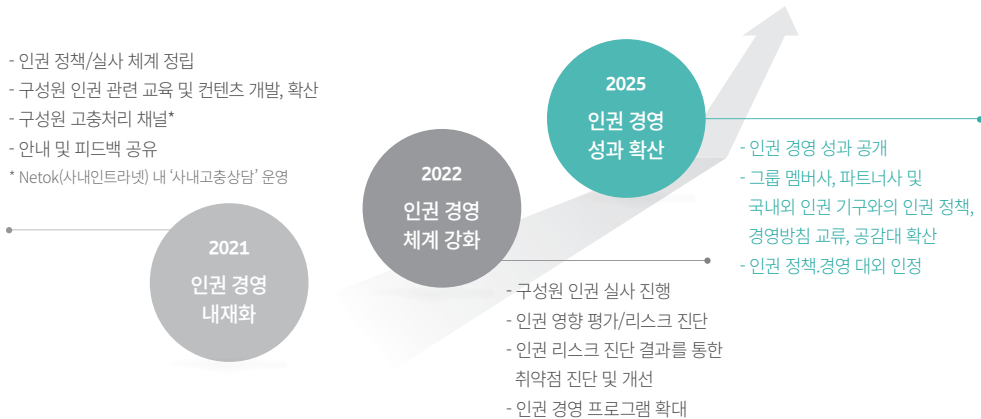 - 인권 정책/실사 체계 정립
- 구성원 인권 관련 교육 및 컨텐츠 개발, 확산
- 구성원 고충처리 채널*
- 안내 및 피드백 공유
* Netok(사내인트라넷) 내 ‘사내고충상담’ 운영
2021
인권 경영
내재화
2022
인권 경영
체계 강화
- 구성원 인권 실사 진행
- 인권 영향 평가/리스크 진단
- 인권 리스크 진단 결과를 통한
취약점 진단 및 개선
- 인권 경영 프로그램 확대
2025
인권 경영
성과 확산
- 인권 경영 성과 공개
- 그룹 멤버사, 파트너사 및
국내외 인권 기구와의 인권 정책,
경영방침 교류, 공감대 확산
- 인권 정책.경영 대외 인정